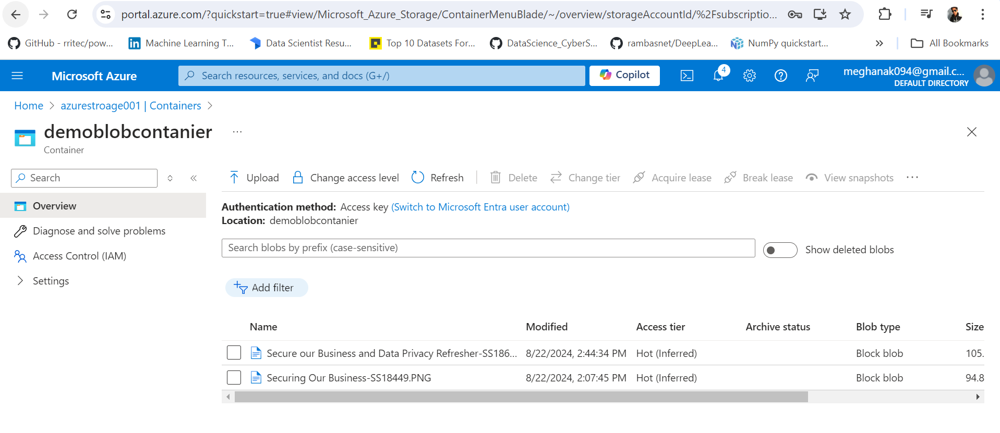 portal.azure.com/?quickstart=true#view/Microsoft_Azure_Storage/ContainerMenuBlade/~/overview/storageAccountId/%2Fsubscriptio...
GitHub - rritec/pow... Machine Learning T... Data Scientist Resu... Top 10 Datasets For... DataScience_CyberS... rambasnet/DeepLea... NumPy quickstart... » All Bookmarks
Microsoft Azure Search resources, services, and docs (G+/) Copilot 4 meghanak094@gmail.c...
DEFAULT DIRECTORY
Home > azurestroage001 | Containers >
demoblobcontanier ...
Container
Search « Upload Change access level Refresh Delete Change tier Acquire lease Break lease View snapshots ...
Overview
Diagnose and solve problems
Access Control (IAM)
Settings
Authentication method: Access key (Switch to Microsoft Entra user account)
Location: demoblobcontanier
Search blobs by prefix (case-sensitive) Show deleted blobs
Add filter
Name Modified Access tier Archive status Blob type Size
Secure our Business and Data Privacy Refresher-SS186... 8/22/2024, 2:44:34 PM Hot (Inferred) Block blob 105.
Securing Our Business-SS18449.PNG 8/22/2024, 2:07:45 PM Hot (Inferred) Block blob 94.8